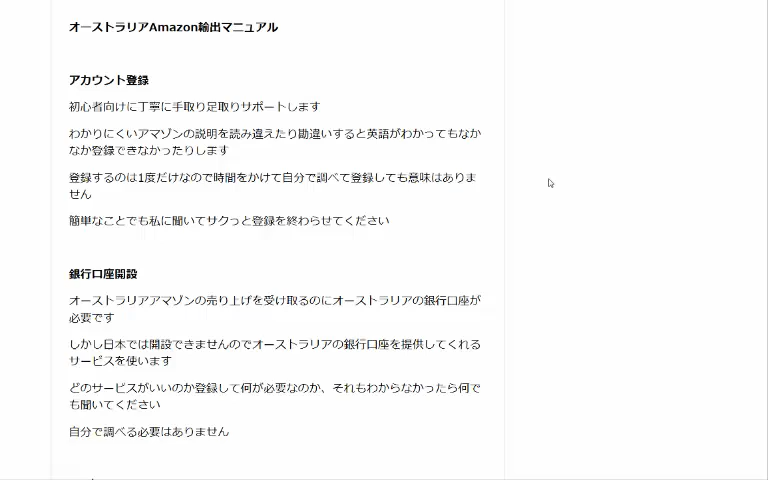 オーストラリアAmazon輸出マニュアル
アカウント登録
初心者向けに丁寧に手取り足取りサポートします
わかりにくいアマゾンの説明を読み違えたり勘違いすると英語がわかってもなか
なか登録できなかったりします
登録するのは1度だけなので時間をかけて自分で調べて登録しても意味はありま
せん
簡単なことでも私に聞いてサクっと登録を終わらせてください
銀行口座開設
オーストラリアアマゾンの売り上げを受け取るのにオーストラリアの銀行口座が
必要です
しかし日本では開設できませんのでオーストラリアの銀行口座を提供してくれる
サービスを使います
どのサービスがいいのか登録して何が必要なのか、それもわからなかったら何で
も聞いてください
自分で調べる必要はありません